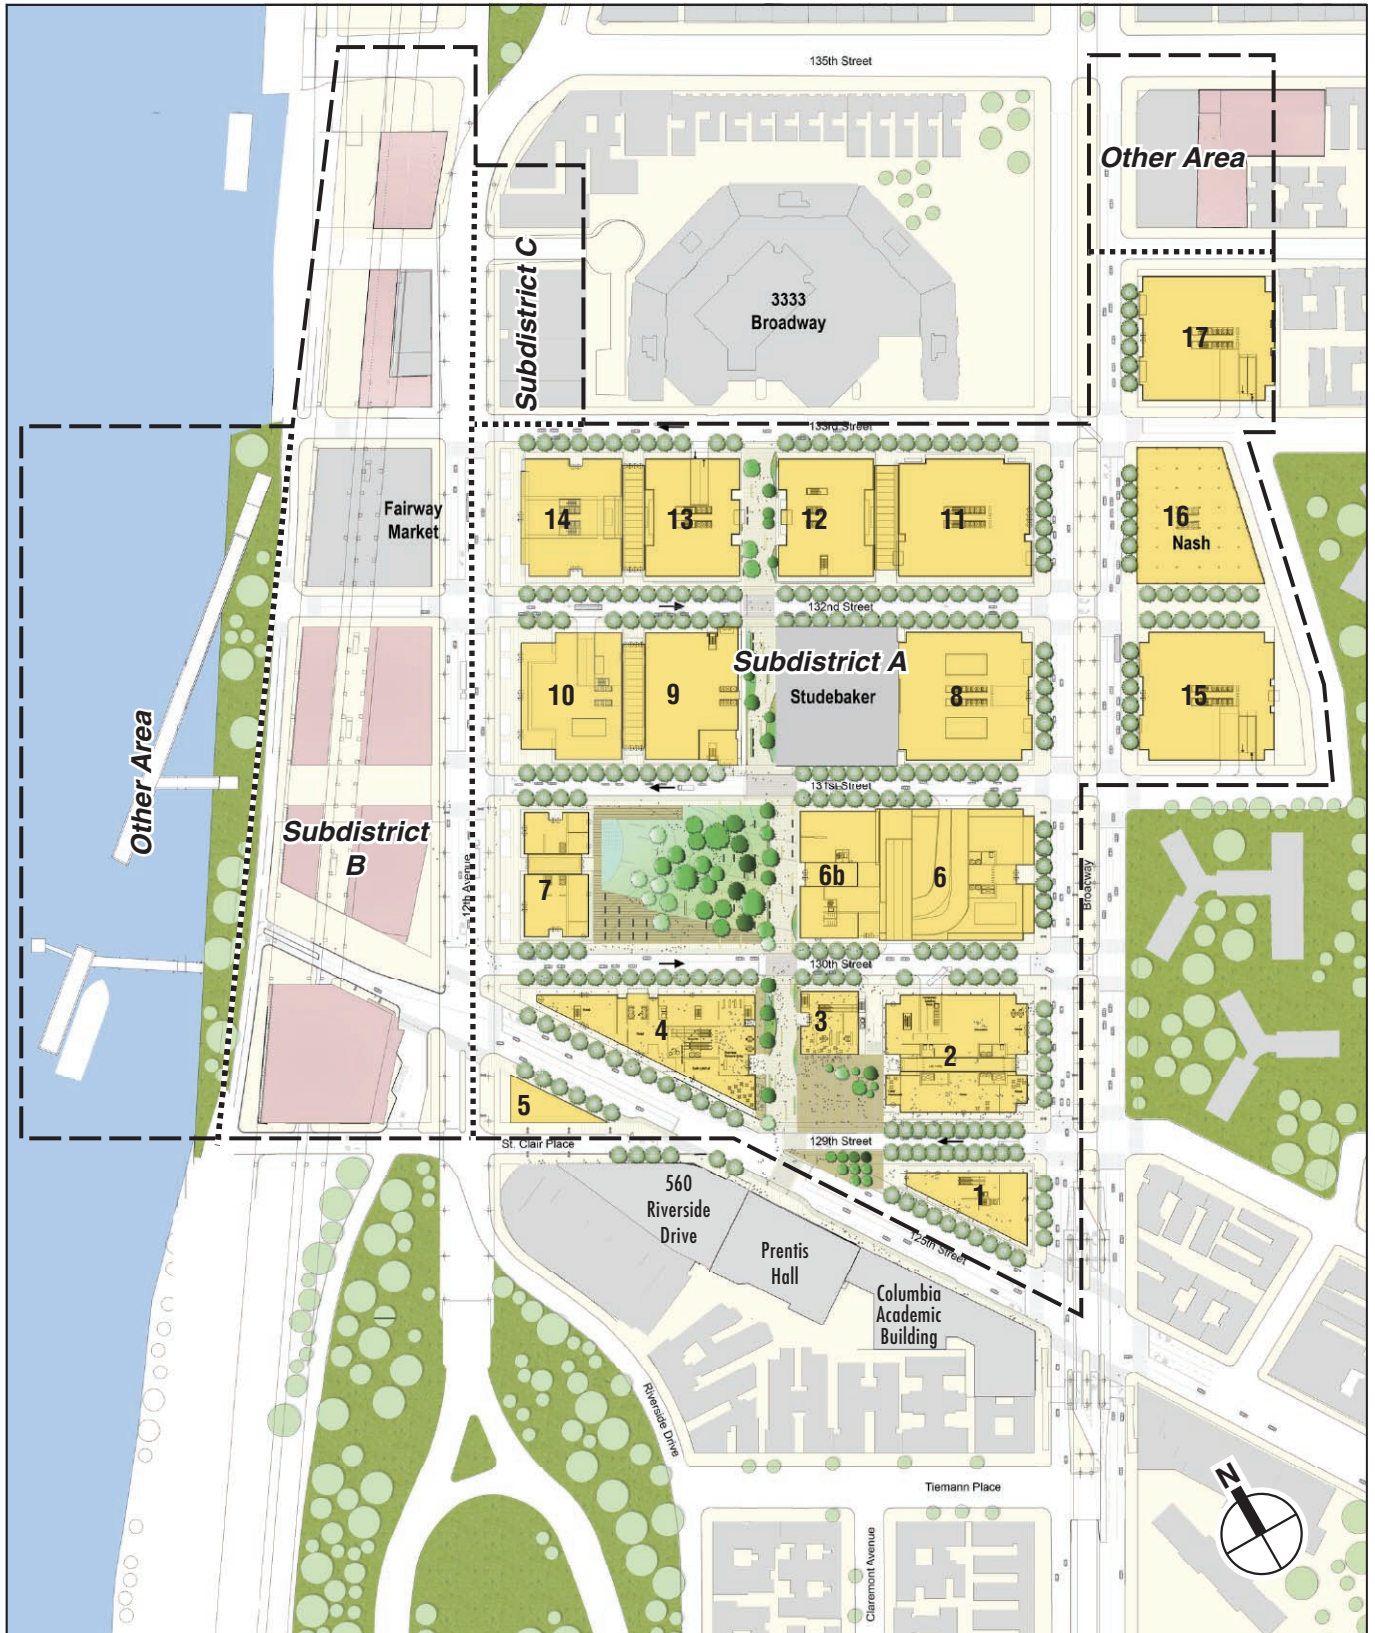 135th Street
Other Area
Subdistrict C
3333
Broadway
17
133rd Street
Fairway
Market
14
13
12
11
16
Nash
132nd Street
Subdistrict A
10
9
Studebaker
8
15
Other Area
131st Street
Subdistrict
B
12th Avenue
7
6b
6
Broadway
130th Street
4
3
2
5
St. Clair Place
129th Street
1
125th Street
560
Riverside
Drive
Prentis
Hall
Columbia
Academic
Building
Riverside Drive
Tiemann Place
Claremont Avenue
N